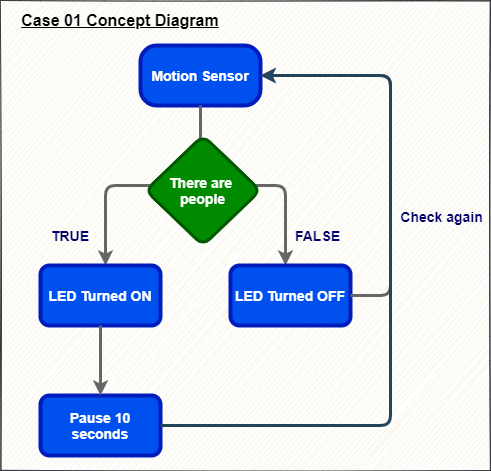 Case 01 Concept Diagram
Motion Sensor
There are
people
TRUE
FALSE
Check again
LED Turned ON
LED Turned OFF
Pause 10
seconds